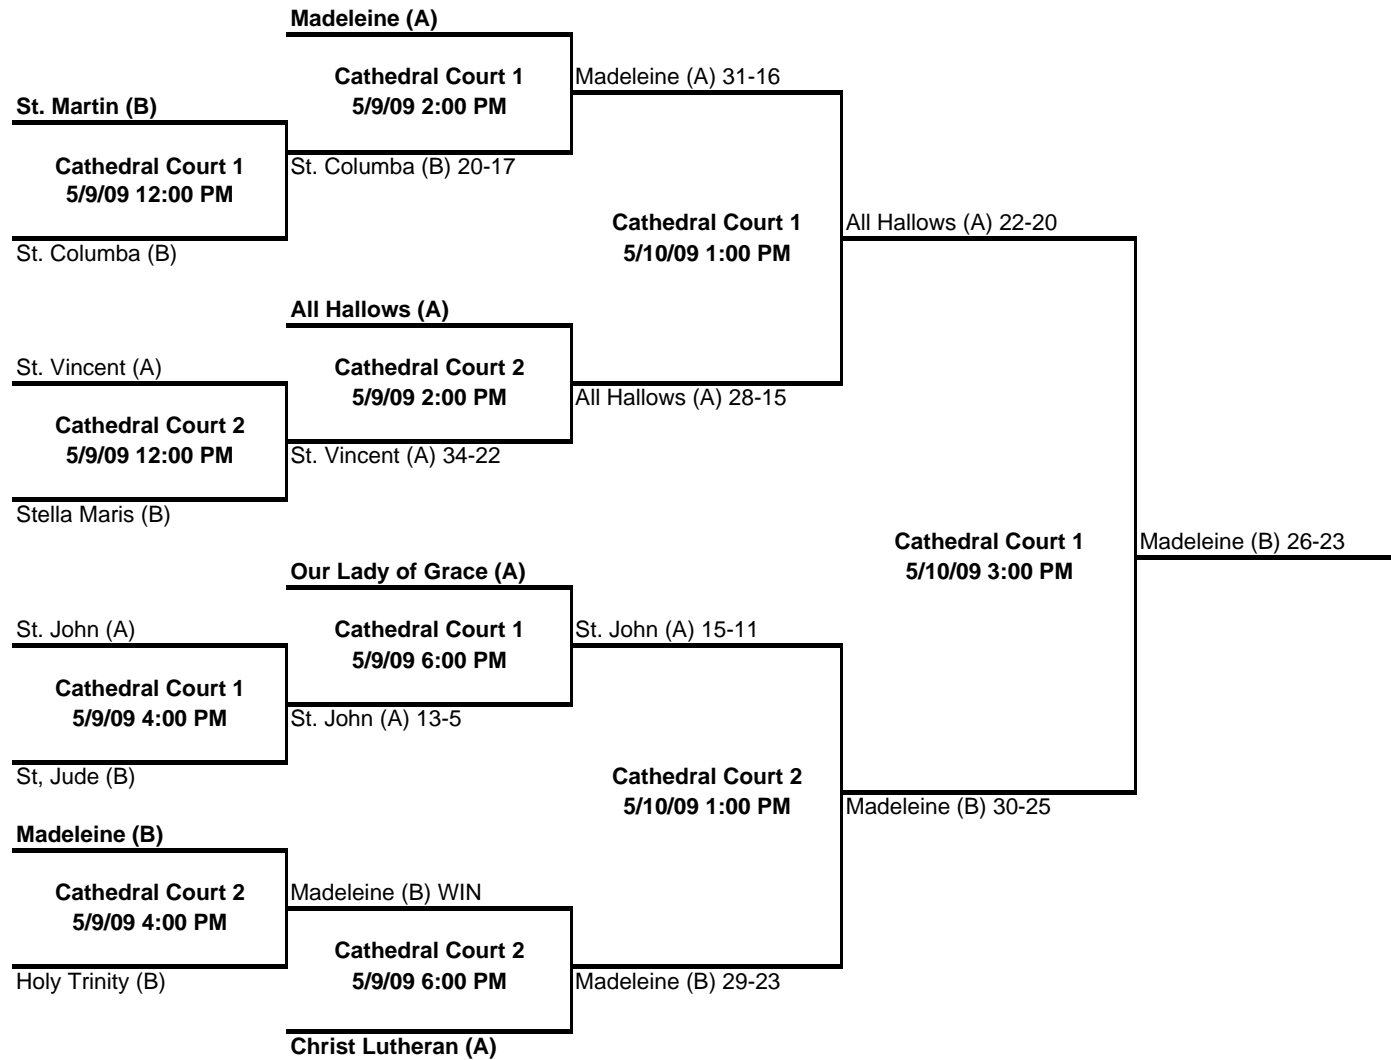 Madeleine (A)
Cathedral Court 1
5/9/09 2:00 PM
Madeleine (A) 31-16
St. Martin (B)
Cathedral Court 1
5/9/09 12:00 PM
St. Columba (B) 20-17
St. Columba (B)
Cathedral Court 1
5/10/09 1:00 PM
All Hallows (A) 22-20
All Hallows (A)
St. Vincent (A)
Cathedral Court 2
5/9/09 2:00 PM
All Hallows (A) 28-15
Cathedral Court 2
5/9/09 12:00 PM
St. Vincent (A) 34-22
Stella Maris (B)
Cathedral Court 1
5/10/09 3:00 PM
Madeleine (B) 26-23
Our Lady of Grace (A)
St. John (A)
Cathedral Court 1
5/9/09 6:00 PM
St. John (A) 15-11
Cathedral Court 1
5/9/09 4:00 PM
St. John (A) 13-5
St, Jude (B)
Cathedral Court 2
5/10/09 1:00 PM
Madeleine (B) 30-25
Madeleine (B)
Cathedral Court 2
5/9/09 4:00 PM
Madeleine (B) WIN
Holy Trinity (B)
Cathedral Court 2
5/9/09 6:00 PM
Madeleine (B) 29-23
Christ Lutheran (A)